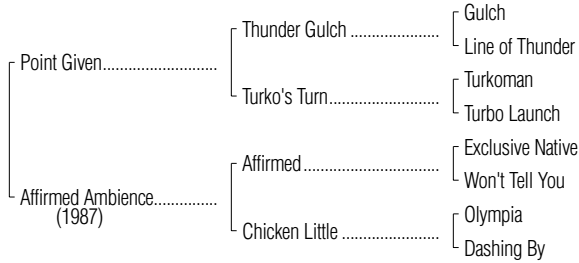 Gulch
Thunder Gulch ....................
Line of Thunder
Point Given..........................
Turkoman
Turko's Turn.........................
Turbo Launch
Exclusive Native
Affirmed...............................
Won't Tell You
Affirmed Ambience...............
(1987)
Olympia
Chicken Little ......................
Dashing By